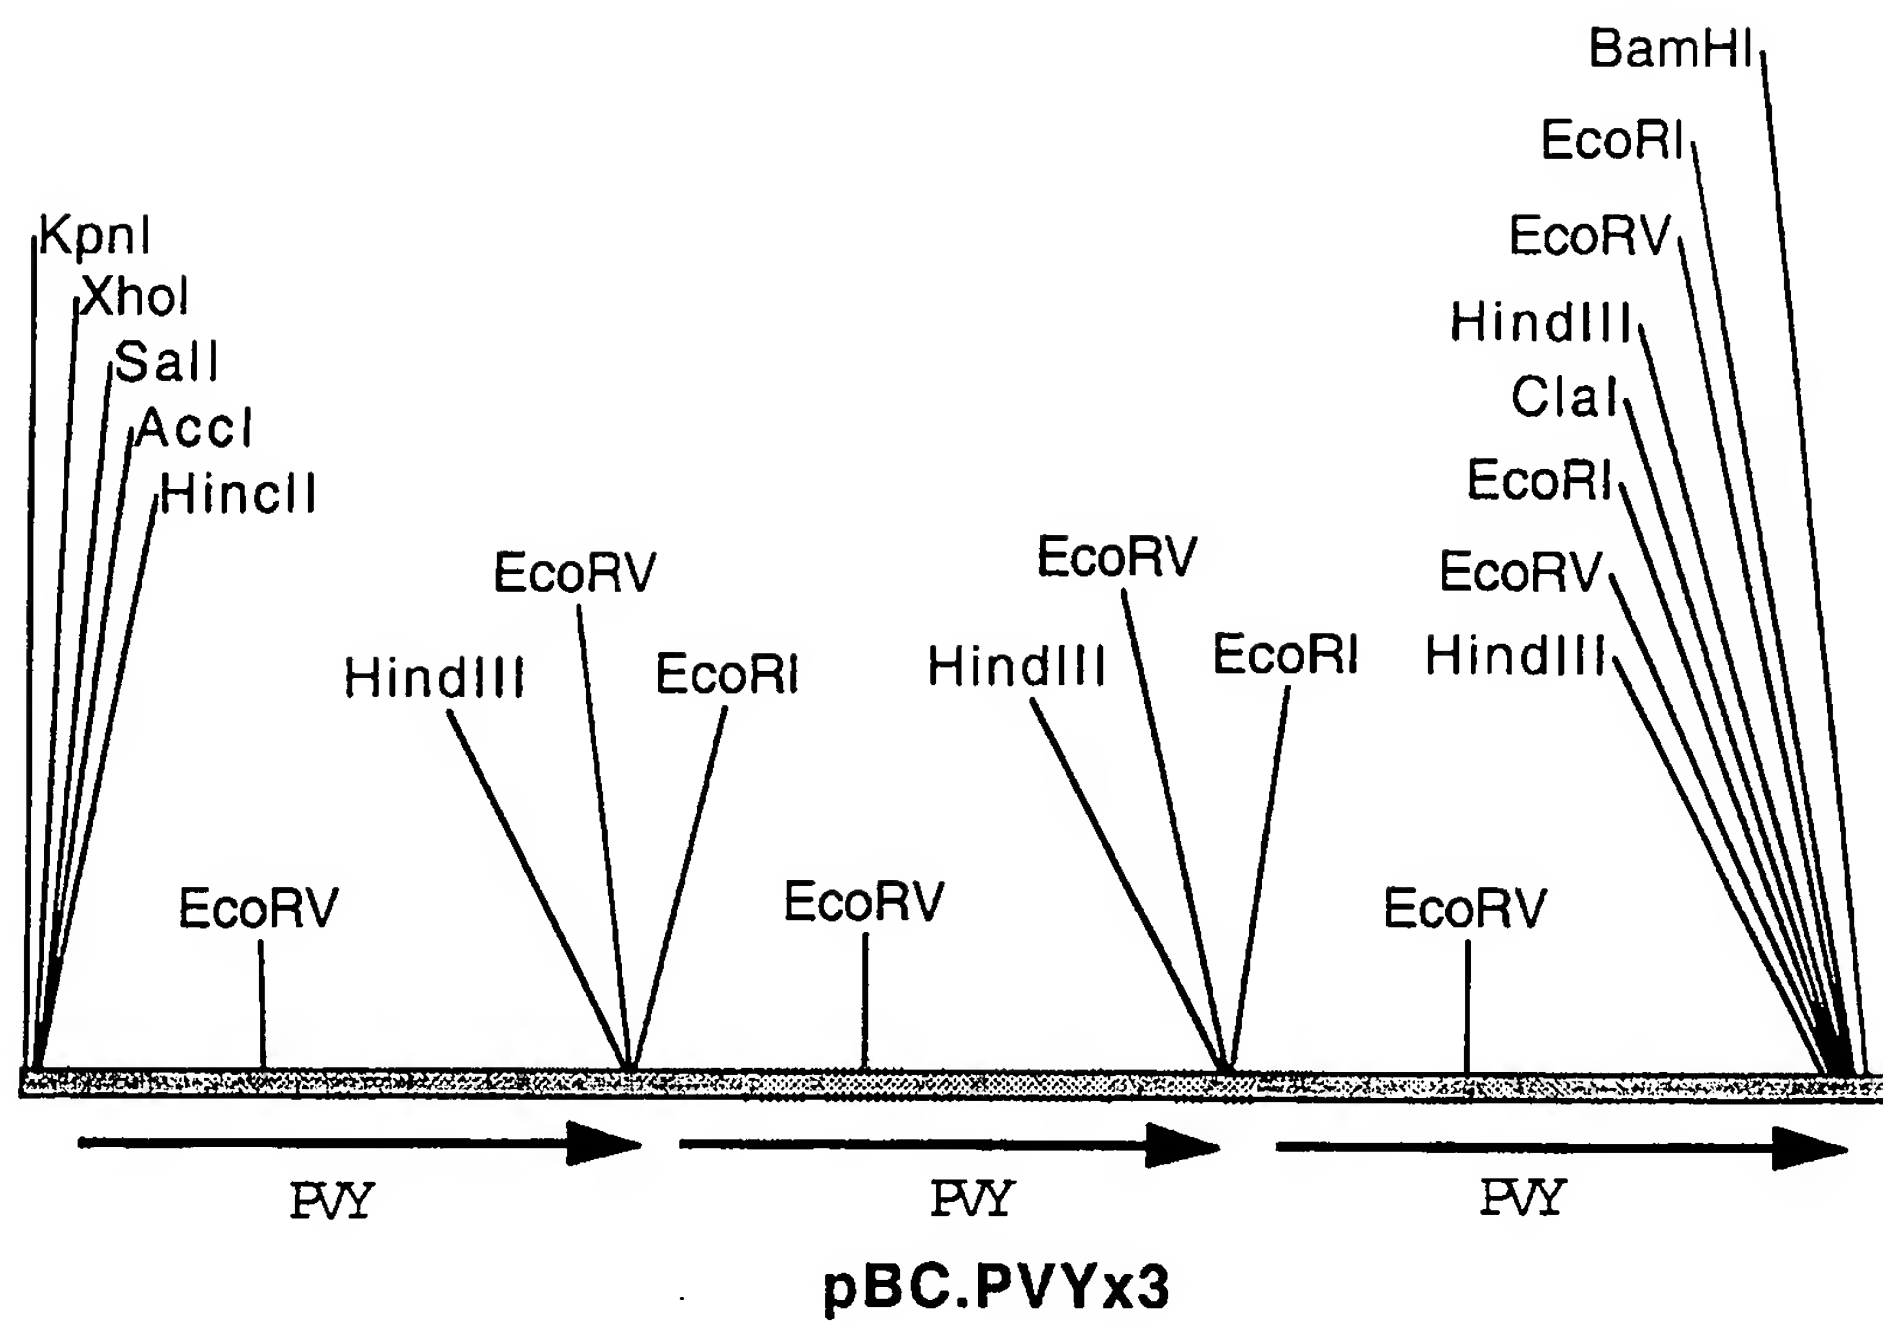 BamHI
EcoRI
EcoRV
HindIII
ClaI
EcoRI
EcoRV
HindIII
KpnI
XhoI
SalI
AccI
HincII
EcoRV
HindIII
EcoRI
EcoRV
HindIII
EcoRI
EcoRV
EcoRV
EcoRV
PVY
PVY
PVY
pBC.PVYx3